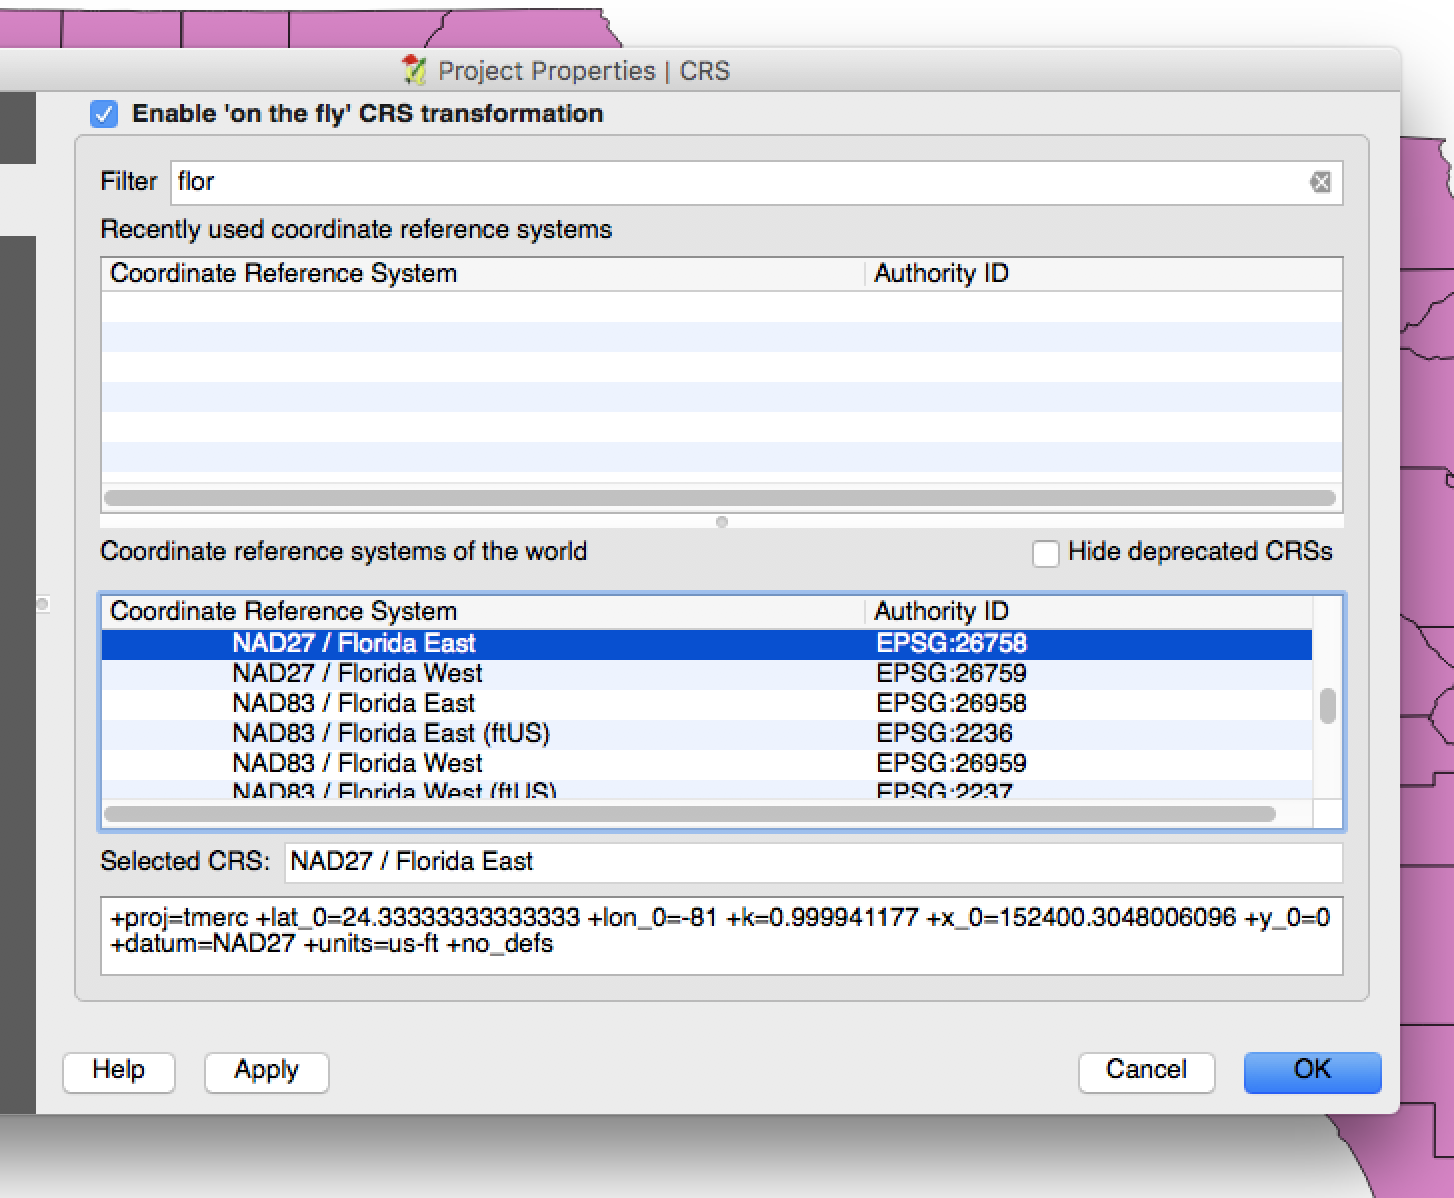 Project Properties | CRS
Enable 'on the fly' CRS transformation
Filter flor
Recently used coordinate reference systems
Coordinate Reference System Authority ID
Coordinate reference systems of the world Hide deprecated CRSs
Coordinate Reference System Authority ID
NAD27 / Florida East EPSG:26758
NAD27 / Florida West EPSG:26759
NAD83 / Florida East EPSG:26958
NAD83 / Florida East (ftUS) EPSG:2236
NAD83 / Florida West EPSG:26959
NAD83 / Florida West (ftUS) EPSG:2237
Selected CRS: NAD27 / Florida East
+proj=tmerc +lat_0=24.33333333333333 +lon_0=-81 +k=0.999941177 +x_0=152400.3048006096 +y_0=0
+datum=NAD27 +units=us-ft +no_defs
Help Apply Cancel OK